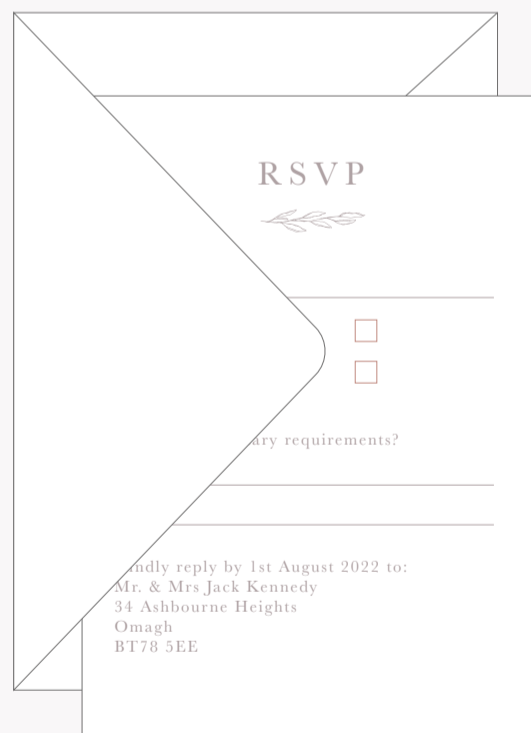 RSVP
ary requirements?
ndly reply by 1st August 2022 to:
Mr. & Mrs Jack Kennedy
34 Ashbourne Heights
Omagh
BT78 5EE